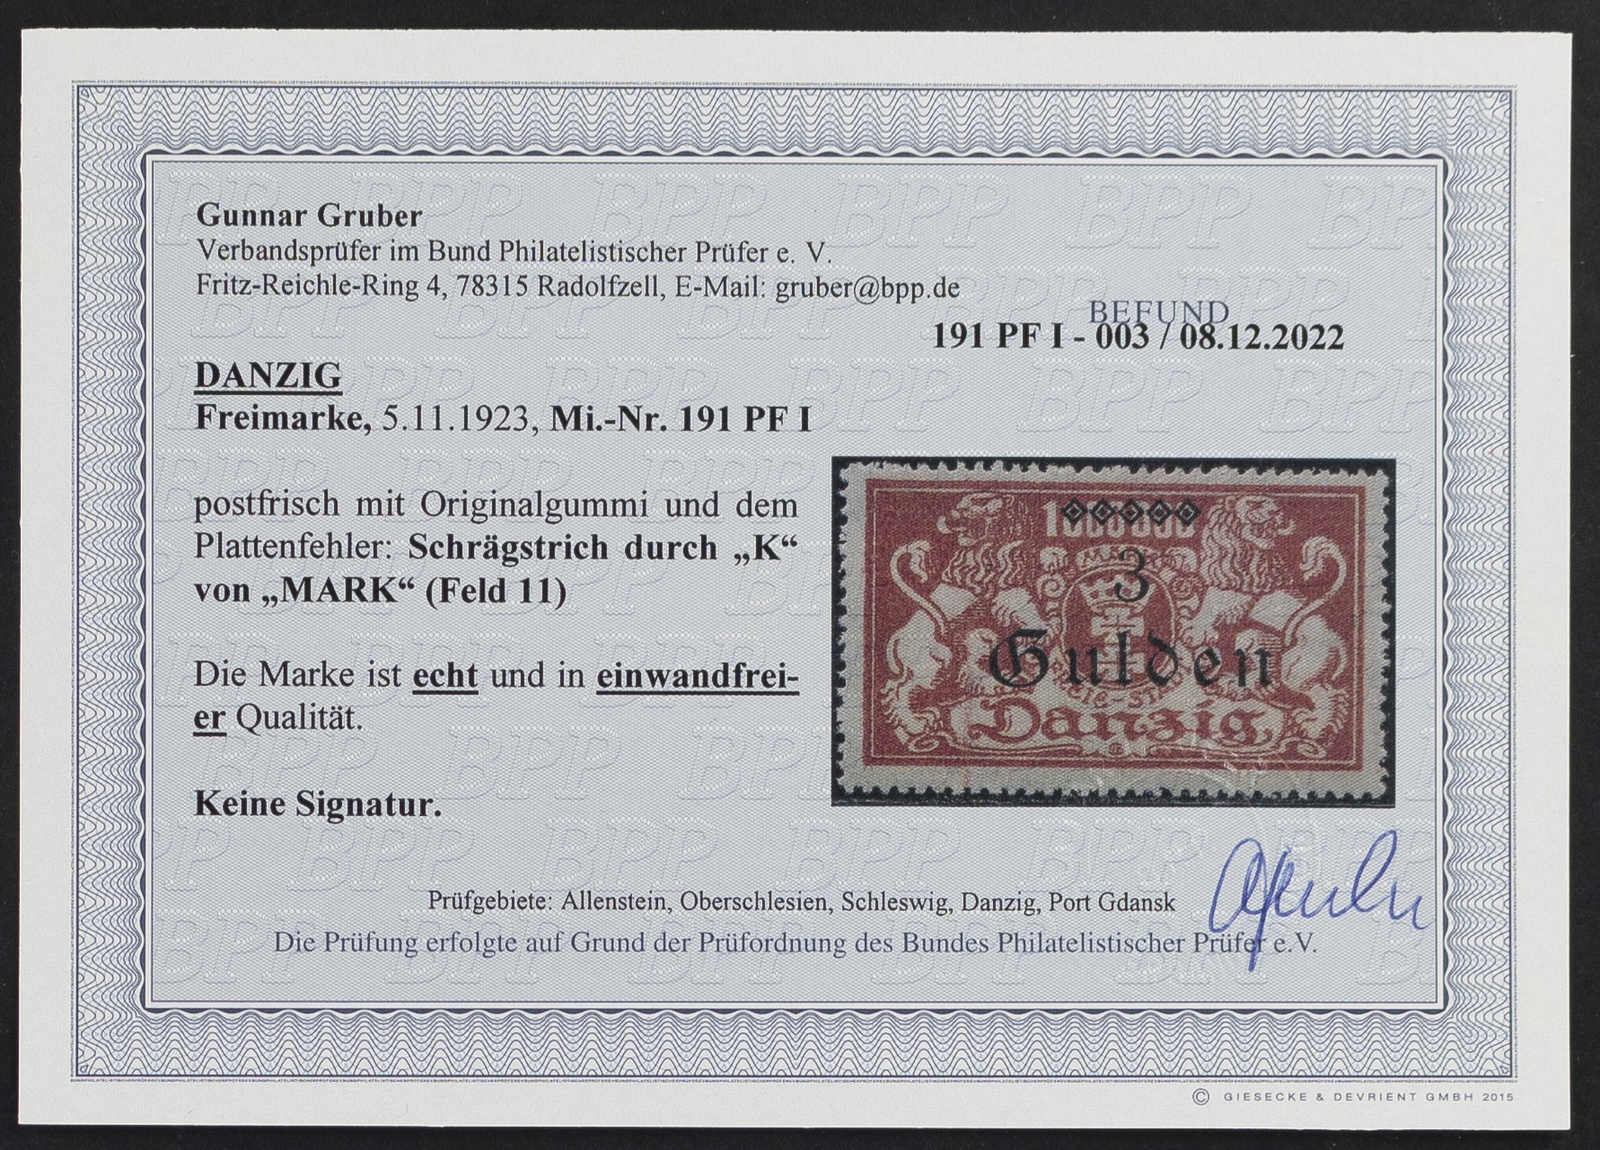 Gunnar Gruber
Verbandsprüfer im Bund Philatelistischer Prüfer e. V.
Fritz-Reichle-Ring 4, 78315 Radolfzell, E-Mail: gruber@bpp.de
BEFUND
191 PF I - 003 / 08.12.2022
DANZIG
Freimarke, 5.11.1923, Mi.-Nr. 191 PF I
postfrisch mit Originalgummi und dem
Plattenfehler: Schrägstrich durch „K“
von „MARK“ (Feld 11)
Die Marke ist echt und in einwandfrei-
er Qualität.
Keine Signatur.
1000000
MARK
3
Gulden
Danzig
Prüfgebiete: Allenstein, Oberschlesien, Schleswig, Danzig, Port Gdansk
Die Prüfung erfolgte auf Grund der Prüfordnung des Bundes Philatelistischer Prüfer e.V.
© GIESECKE & DEVRIENT GMBH 2015